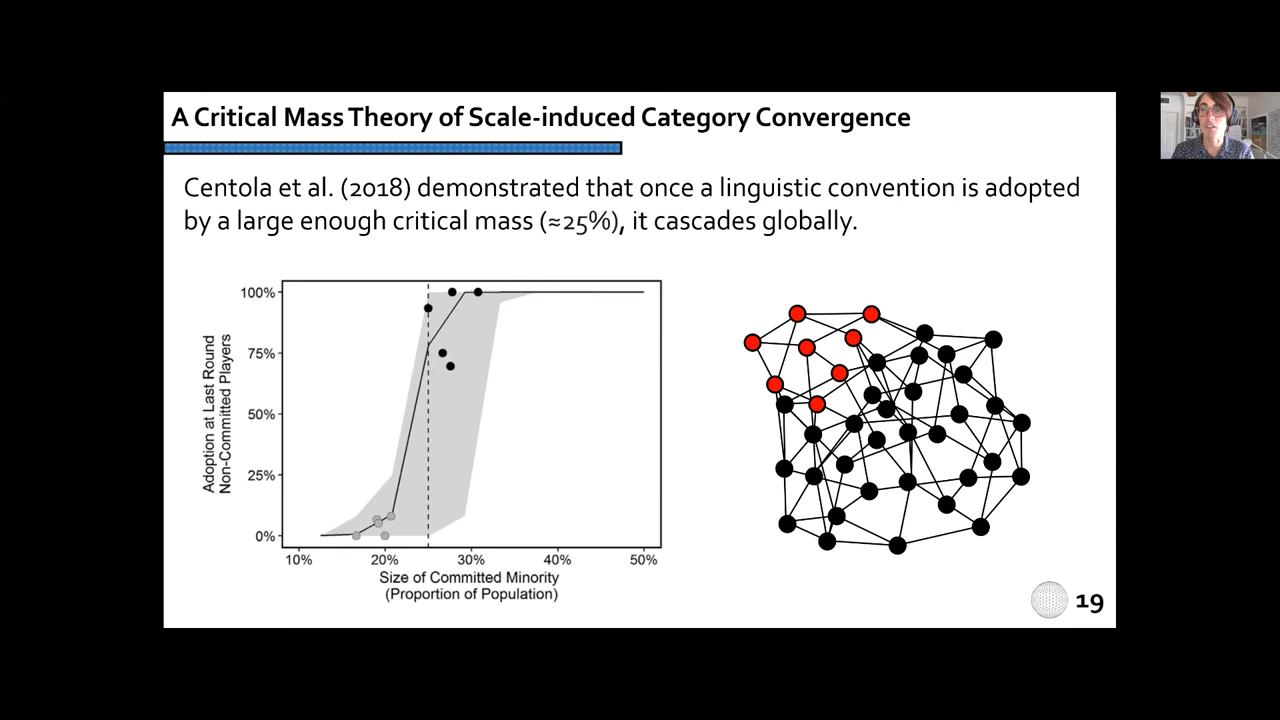 A Critical Mass Theory of Scale-induced Category Convergence
Centola et al. (2018) demonstrated that once a linguistic convention is adopted
by a large enough critical mass (≈25%), it cascades globally.
Adoption at Last Round
Non-Committed Players
100%
75%
50%
25%
0%
10%
20%
30%
40%
50%
Size of Committed Minority
(Proportion of Population)
19